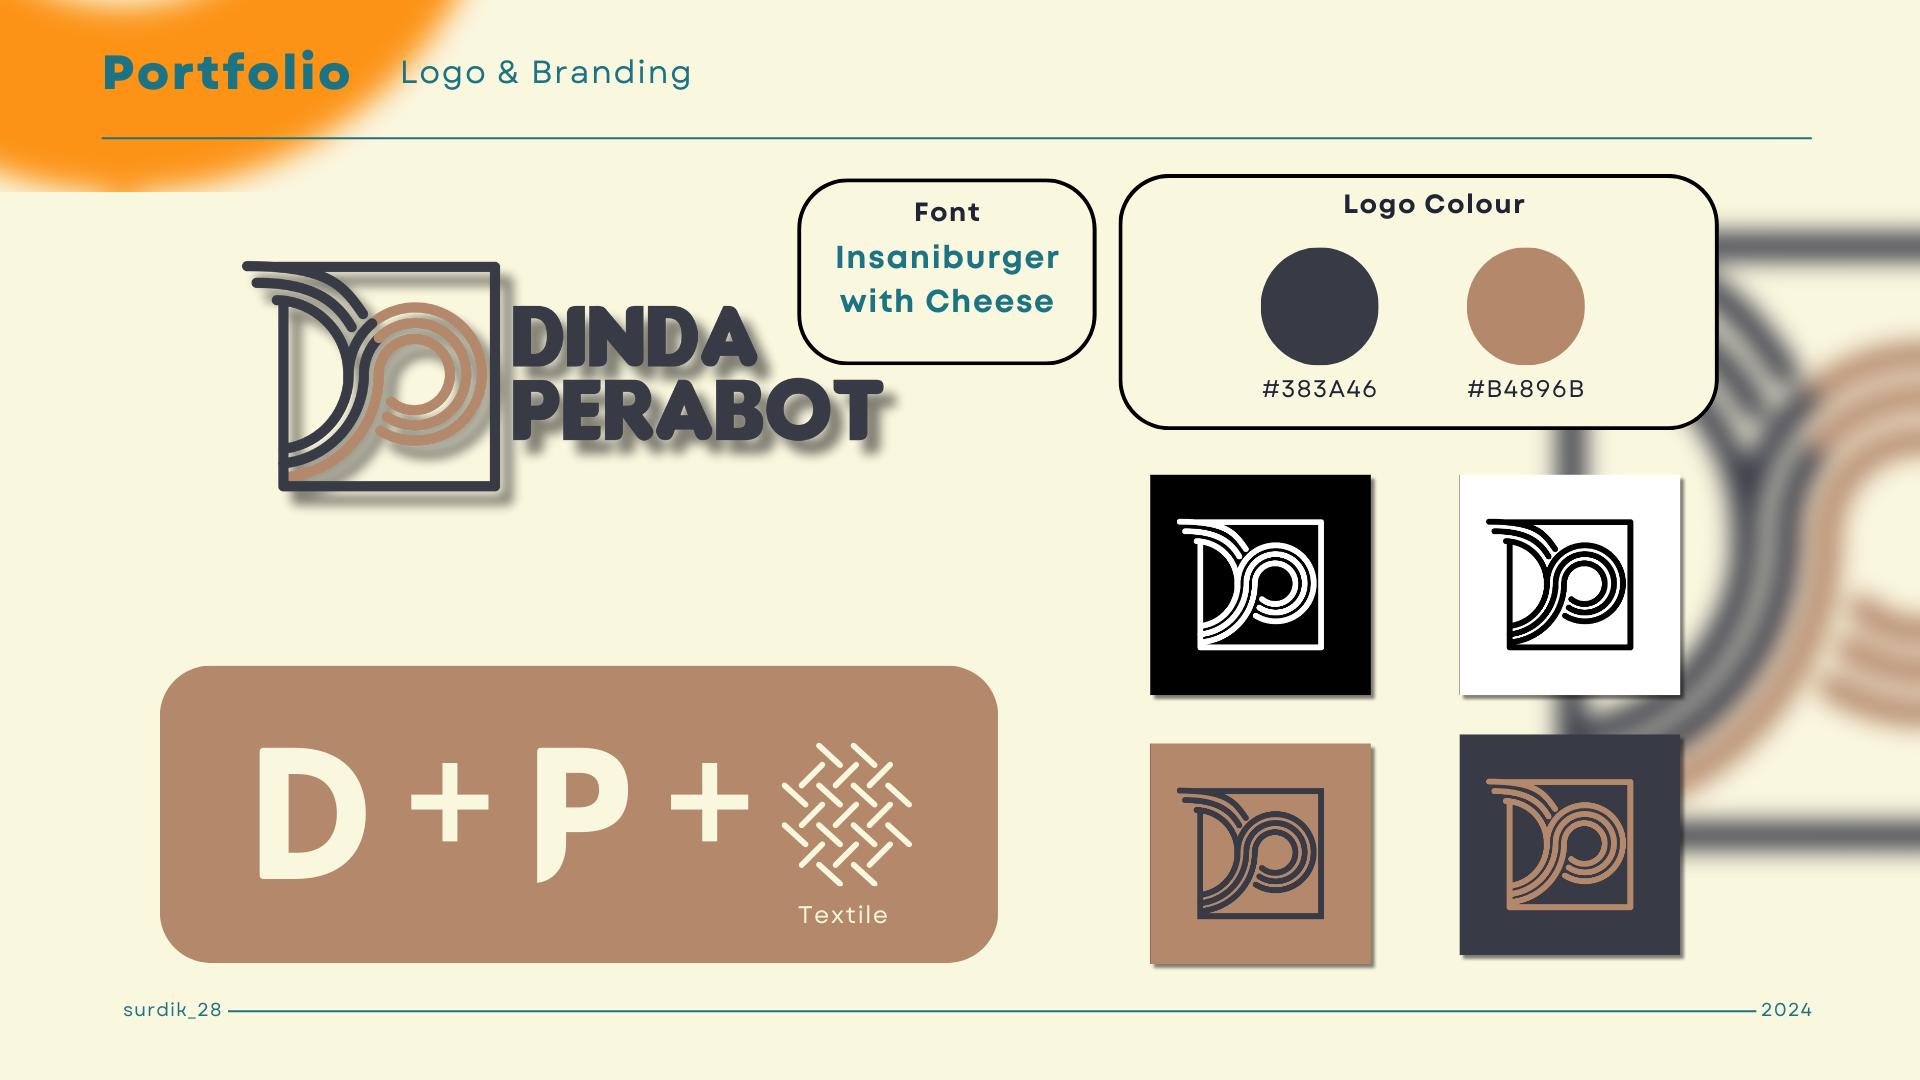 Portfolio
Logo & Branding
DINDA
PERABOT
Font
Insaniburger
with Cheese
Logo Colour
#383A46
#B4896B
D + P +
Textile
surdik_28
2024